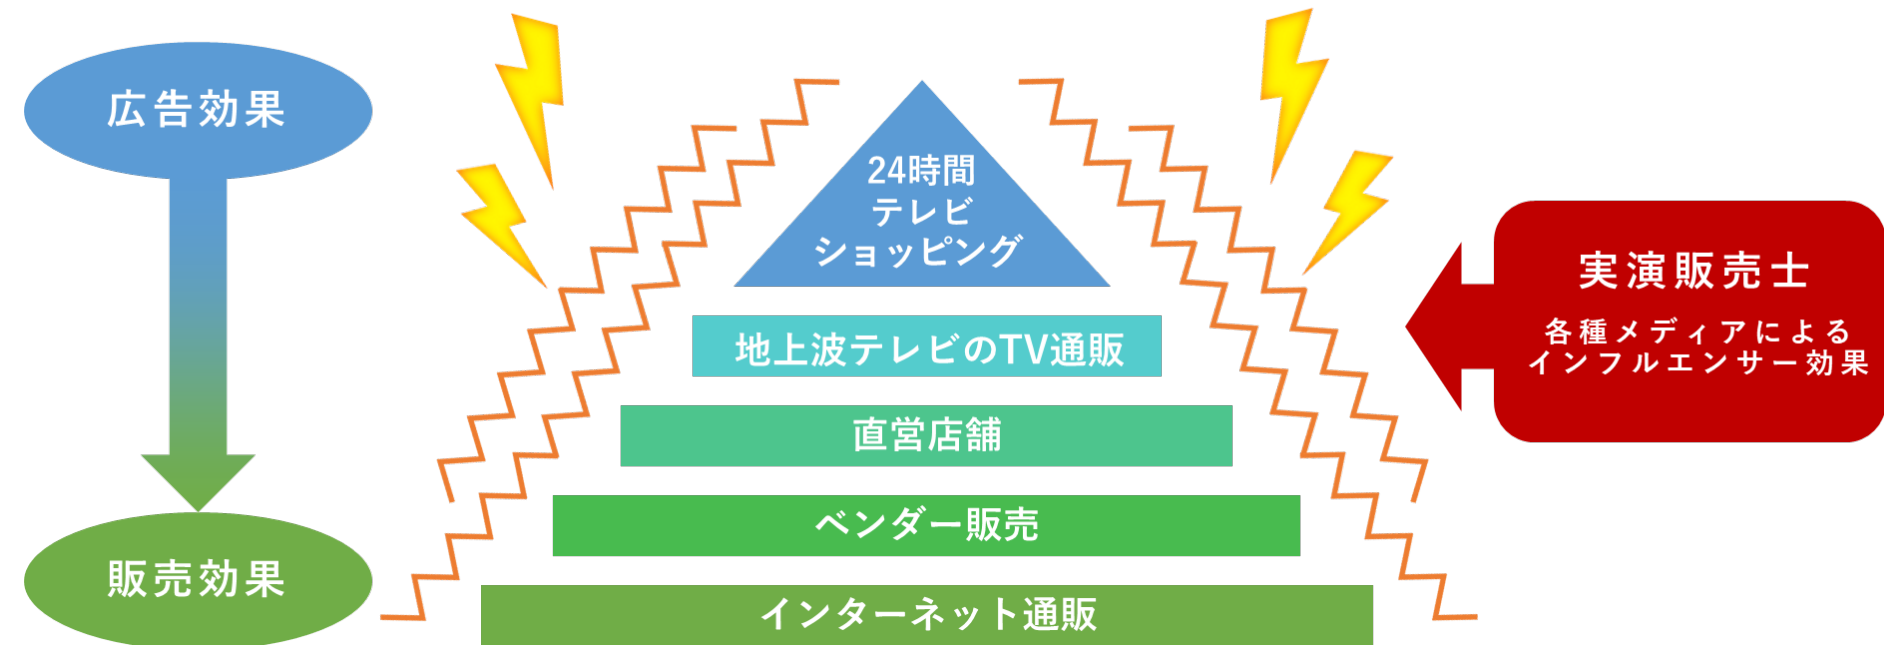 広告効果
販売効果
24時間
テレビ
ショッピング
地上波テレビのTV通販
直営店舗
ベンダー販売
インターネット通販
実演販売士
各種メディアによる
インフルエンサー効果